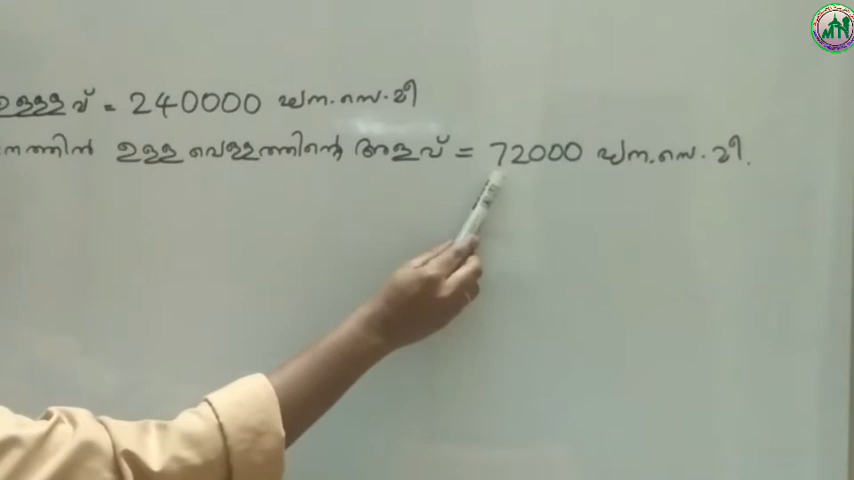 ഉള്ളളവ് = 240000 ഘന.സെ.മീ
ഉള്ള വെള്ളത്തിന്റെ അളവ് = 72000 ഘന.സെ.മീ.